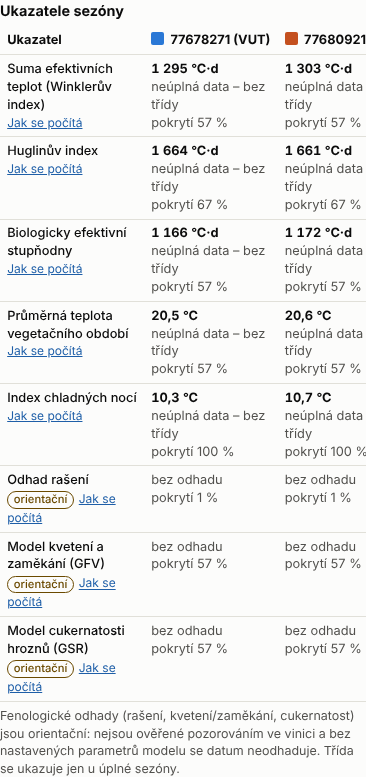 Ukazatele sezóny
Ukazatel 77678271 (VUT) 77680921
Suma efektivních 1 295 °C·d 1 303 °C·d
teplot (Winklerův neúplná data – bez neúplná data
index) třídy třídy
Jak se počítá pokrytí 57 % pokrytí 57 %
Huglinův index 1 664 °C·d 1 661 °C·d
Jak se počítá neúplná data – bez neúplná data
třídy třídy
pokrytí 67 % pokrytí 67 %
Biologicky efektivní 1 166 °C·d 1 172 °C·d
stupňodny neúplná data – bez neúplná data
Jak se počítá třídy třídy
pokrytí 57 % pokrytí 57 %
Průměrná teplota 20,5 °C 20,6 °C
vegetačního období neúplná data – bez neúplná data
Jak se počítá třídy třídy
pokrytí 57 % pokrytí 57 %
Index chladných nocí 10,3 °C 10,7 °C
Jak se počítá neúplná data – bez neúplná data
třídy třídy
pokrytí 100 % pokrytí 100 %
Odhad rašení bez odhadu bez odhadu
orientační Jak se pokrytí 1 % pokrytí 1 %
počítá
Model kvetení a bez odhadu bez odhadu
zaměkání (GFV) pokrytí 57 % pokrytí 57 %
orientační Jak se
počítá
Model cukernatosti bez odhadu bez odhadu
hroznů (GSR) pokrytí 57 % pokrytí 57 %
orientační Jak se
počítá
Fenologické odhady (rašení, kvetení/zaměkání, cukernatost)
jsou orientační: nejsou ověřené pozorováním ve vinici a bez
nastavených parametrů modelu se datum neodhaduje. Třída
se ukazuje jen u úplné sezóny.